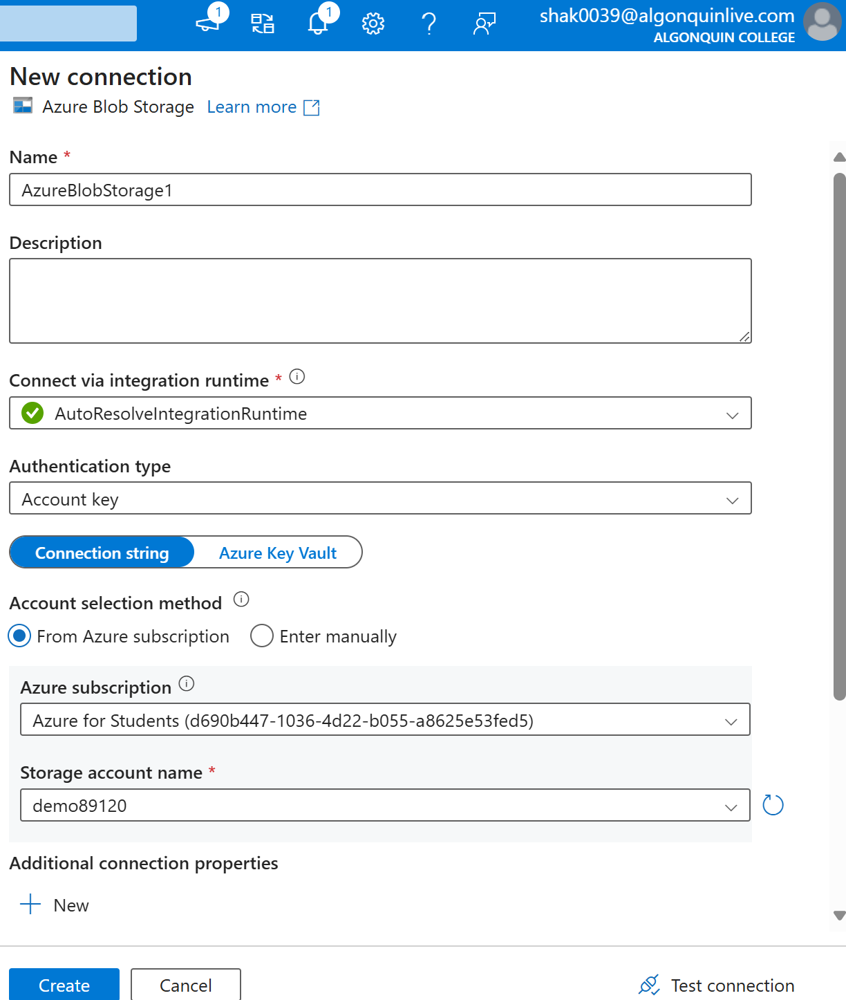 1
1
shak0039@algonquinlive.com
ALGONQUIN COLLEGE
New connection
Azure Blob Storage Learn more
Name *
AzureBlobStorage1
Description
Connect via integration runtime *
AutoResolveIntegrationRuntime
Authentication type
Account key
Connection string Azure Key Vault
Account selection method
From Azure subscription Enter manually
Azure subscription
Azure for Students (d690b447-1036-4d22-b055-a8625e53fed5)
Storage account name *
demo89120
Additional connection properties
New
Create Cancel Test connection